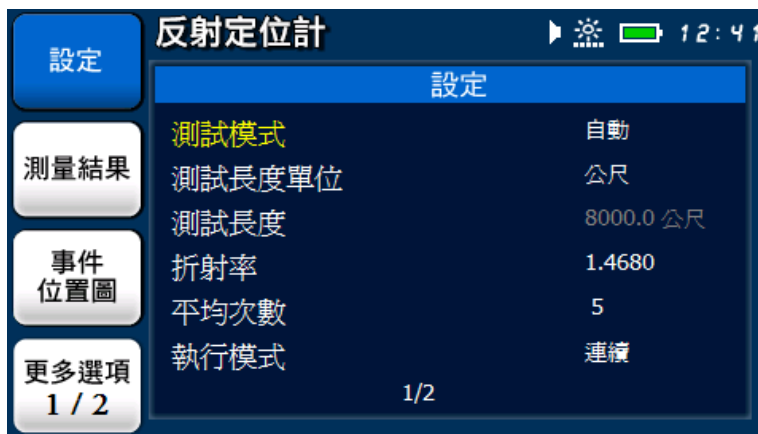 設定
測量結果
事件
位置圖
更多選項
1 / 2
反射定位計
12:41
設定
測試模式 自動
測試長度單位 公尺
測試長度 8000.0 公尺
折射率 1.4680
平均次數 5
執行模式 連續
1/2